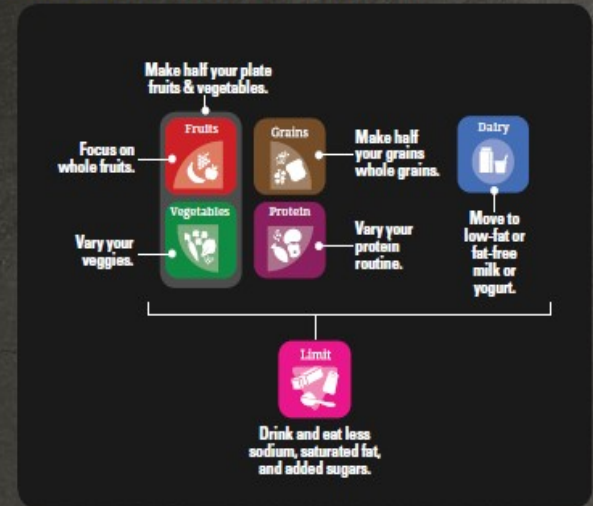 Make half your plate
fruits & vegetables.
Fruits
Grains
Dairy
Focus on
whole fruits.
Make half
your grains
whole grains.
Vegetables
Protein
Vary your
veggies.
Vary your
protein
routine.
Move to
low-fat or
fat-free
milk or
yogurt.
Limit
Drink and eat less
sodium, saturated fat,
and added sugars.